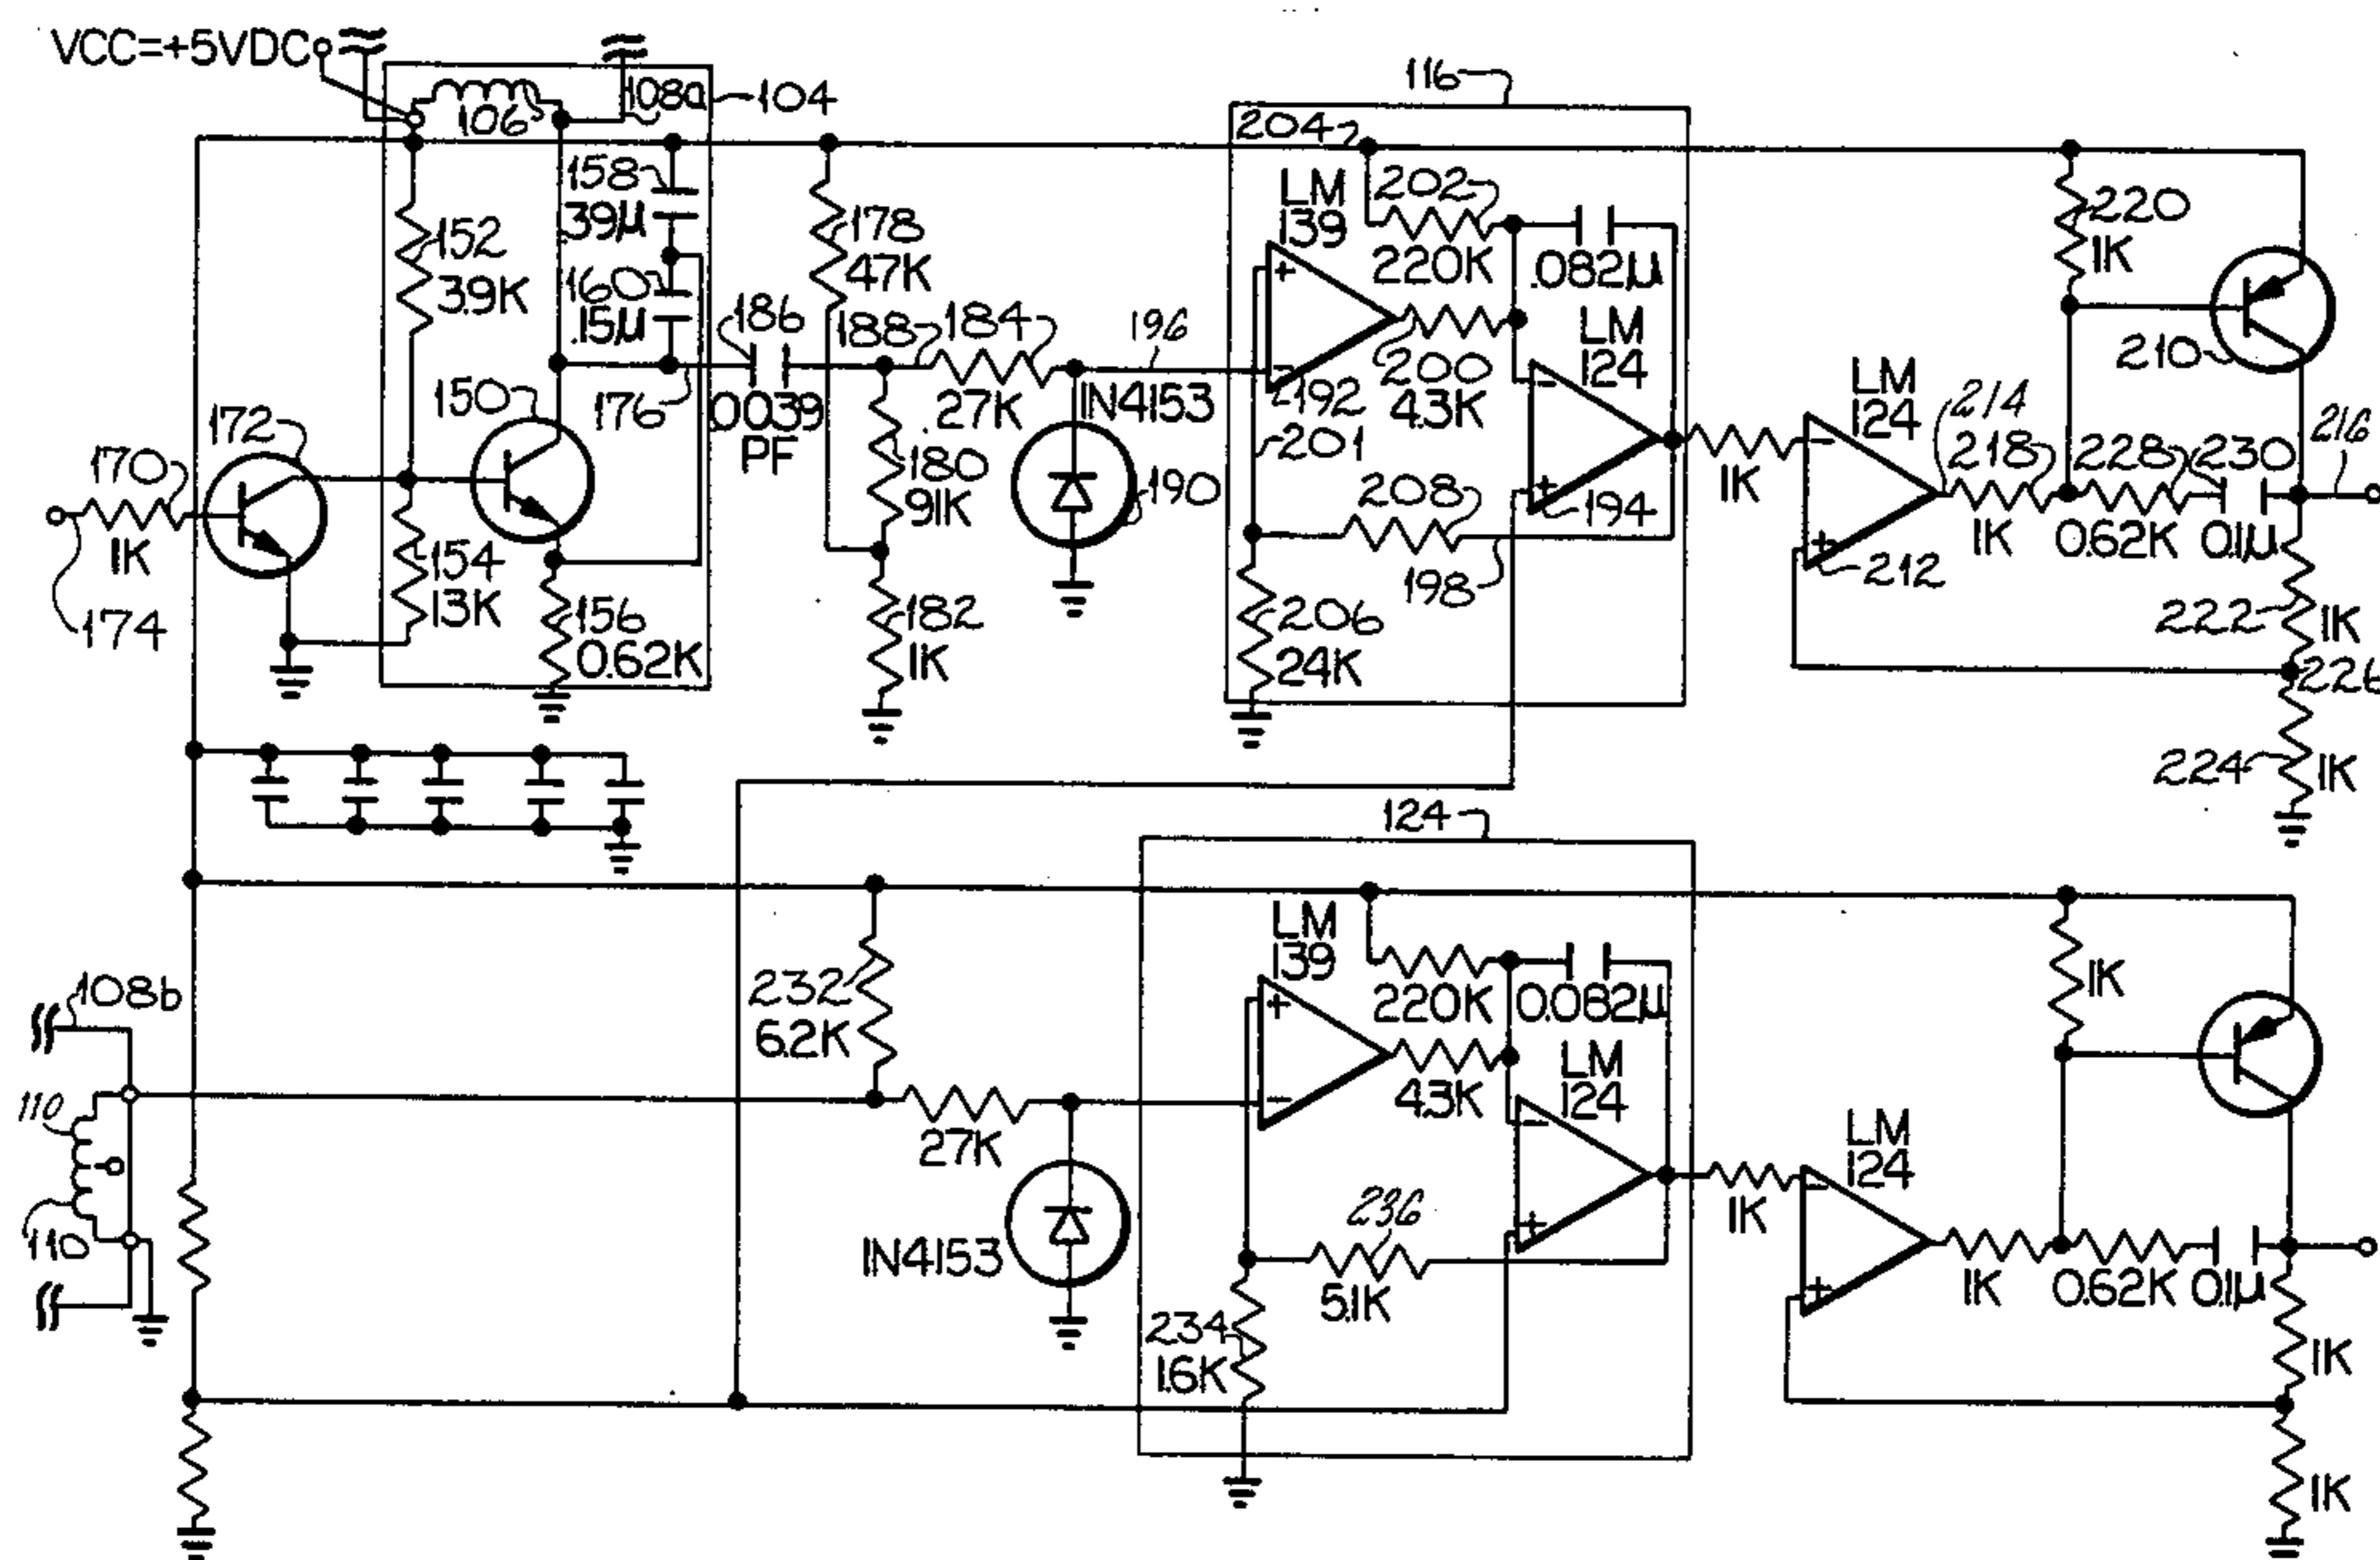 VCC=+5VDC
108a
104
106
116
204
158
.39µ
LM
139
202
220K
.082µ
220
1K
152
3.9K
178
47K
160
.15µ
186
188
184
196
LM
124
210
150
176
.0039
PF
27K
1N4153
192
200
4.3K
201
LM
124
214
216
172
170
1K
174
180
91K
190
208
194
1K
218
1K
228
0.62K
230
0.1µ
154
13K
156
0.62K
182
1K
206
24K
198
212
222
1K
226
224
1K
124
LM
139
232
6.2K
220K
0.082µ
1K
108b
110
110
27K
4.3K
LM
124
LM
124
1N4153
236
5.1K
1K
1K
0.62K
0.1µ
234
1.6K
1K
1K